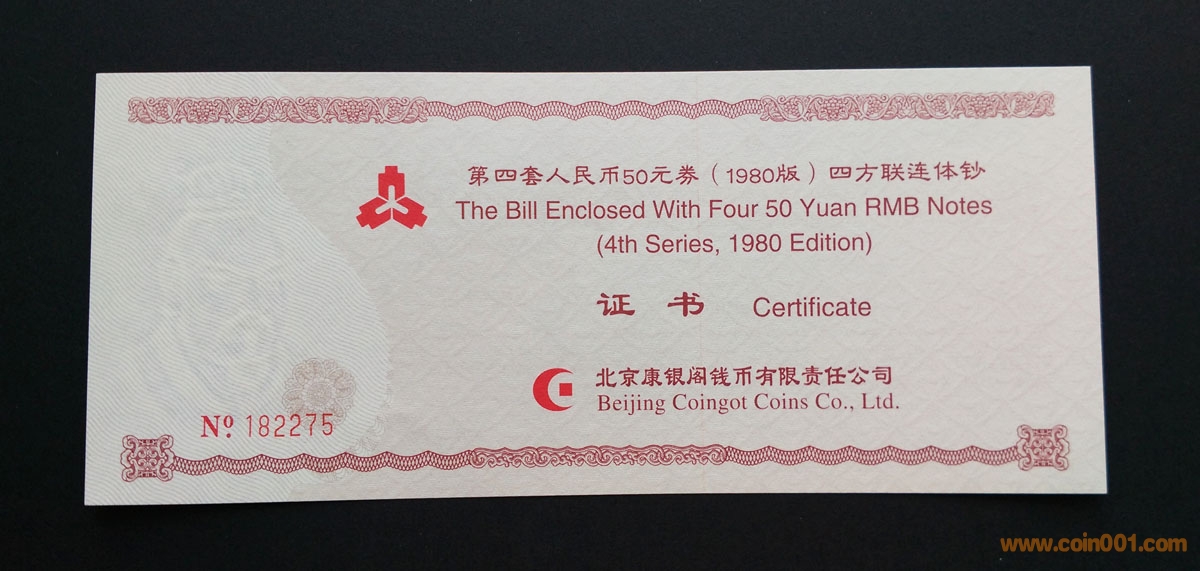 第四套人民币50元券（1980版）四方联连体钞
The Bill Enclosed With Four 50 Yuan RMB Notes
(4th Series, 1980 Edition)
证 书 Certificate
北京康银阁钱币有限责任公司
Beijing Coingot Coins Co., Ltd.
Nº 182275
www.coin001.com